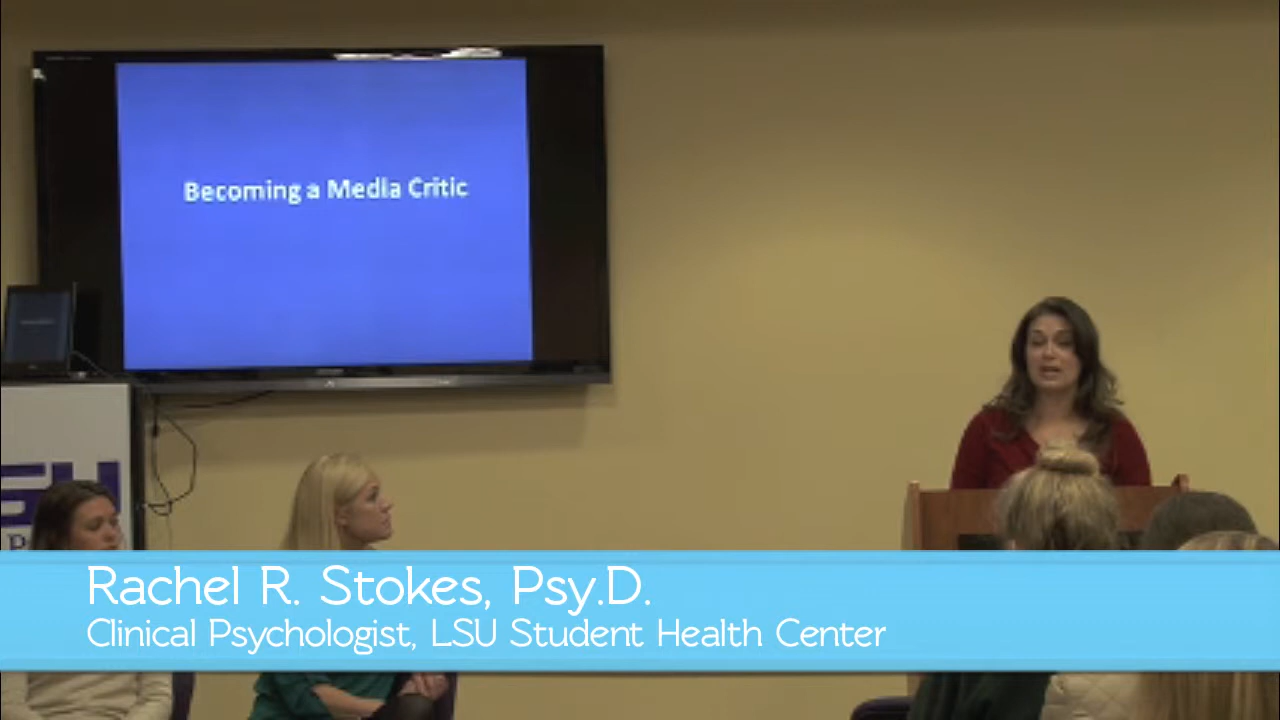 Becoming a Media Critic
Rachel R. Stokes, Psy.D.
Clinical Psychologist, LSU Student Health Center